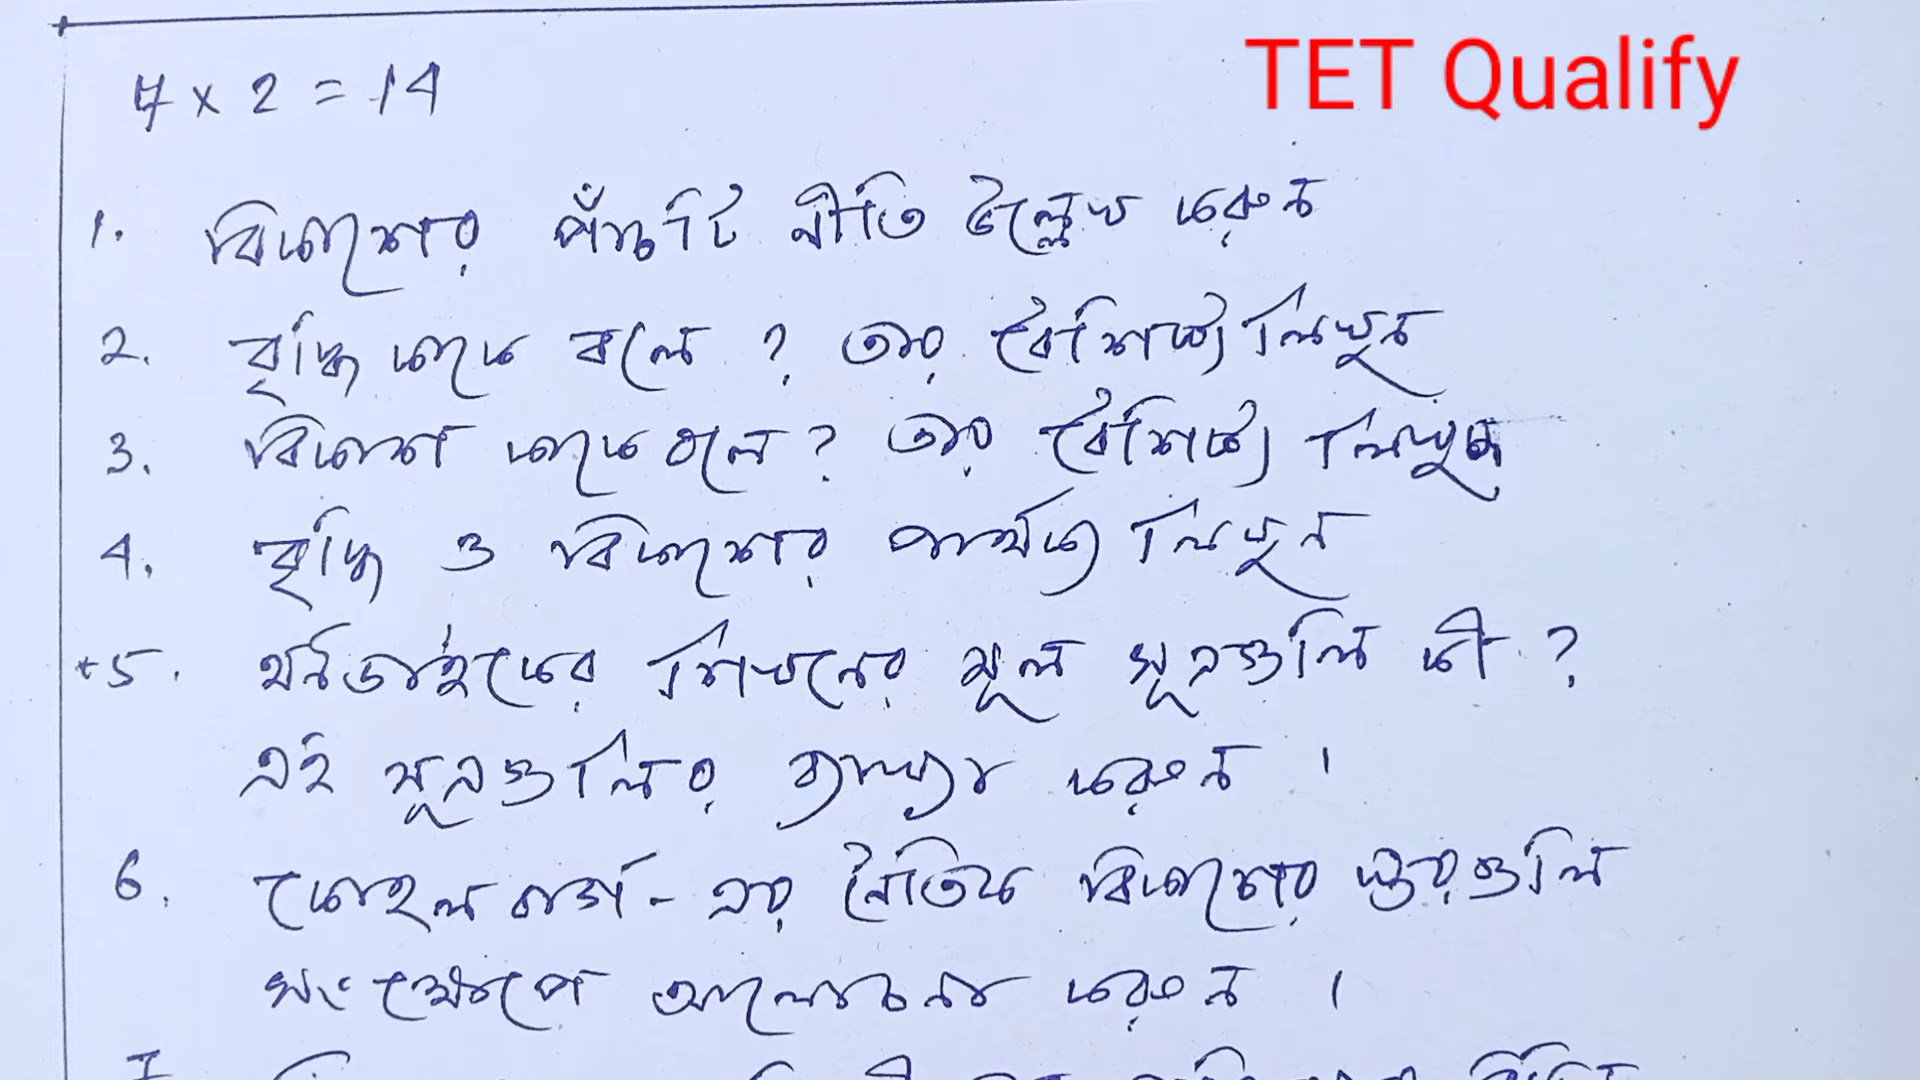 TET Qualify
7 x 2 = 14
1. বিকাশের পাঁচটি নীতি উল্লেখ করুন
2. বৃদ্ধি কাকে বলে ? তার বৈশিষ্ট্য লিখুন
3. বিকাশ কাকে বলে ? তার বৈশিষ্ট্য লিখুন
4. বৃদ্ধি ও বিকাশের পার্থক্য লিখুন
*5. থর্নডাইকের শিখনের মূল সূত্রগুলি কী ?
এই সূত্রগুলির ব্যাখ্যা করুন ।
6. কোহলবার্গ - এর নৈতিক বিকাশের স্তরগুলি
সংক্ষেপে আলোচনা করুন ।